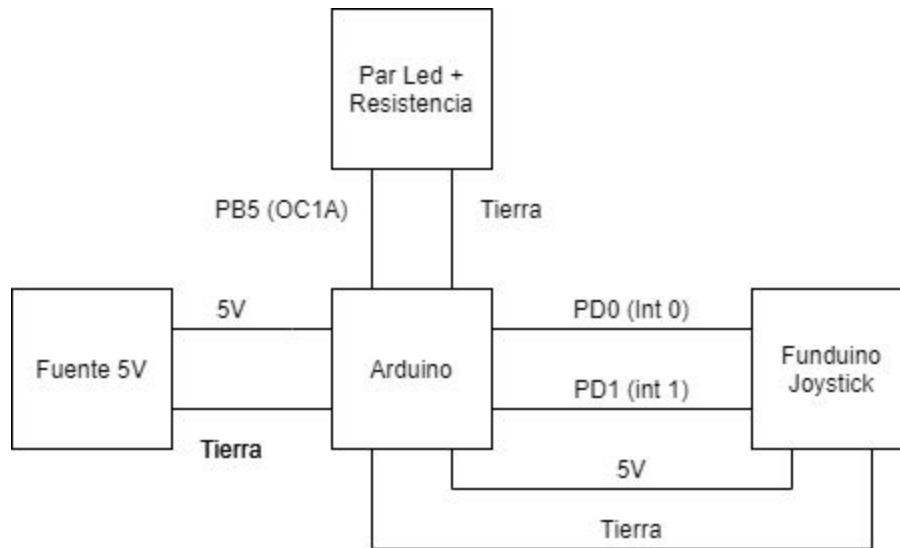 Par Led +
Resistencia
PB5 (OC1A)
Tierra
5V
PD0 (Int 0)
Fuente 5V
Arduino
Funduino
Joystick
PD1 (int 1)
Tierra
5V
Tierra